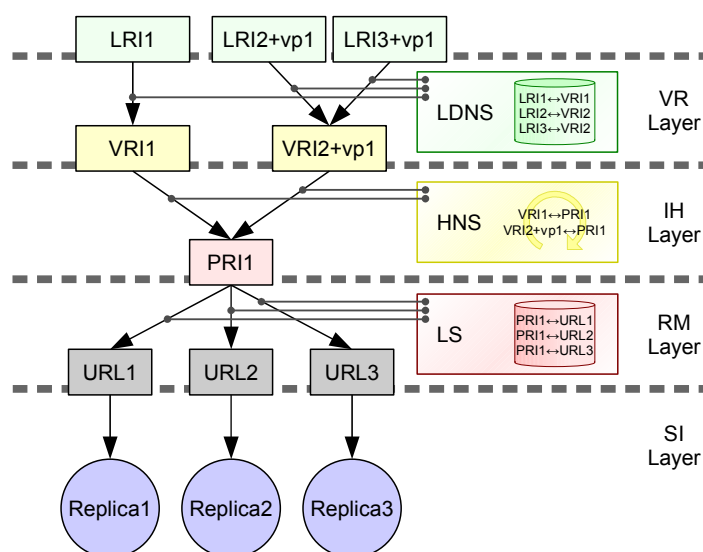 LRI1
LRI2+vp1
LRI3+vp1
LDNS
LRI1↔VRI1
LRI2↔VRI2
LRI3↔VRI2
VR
Layer
VRI1
VRI2+vp1
HNS
VRI1↔PRI1
VRI2+vp1↔PRI1
IH
Layer
PRI1
LS
PRI1↔URL1
PRI1↔URL2
PRI1↔URL3
RM
Layer
URL1
URL2
URL3
SI
Layer
Replica1
Replica2
Replica3